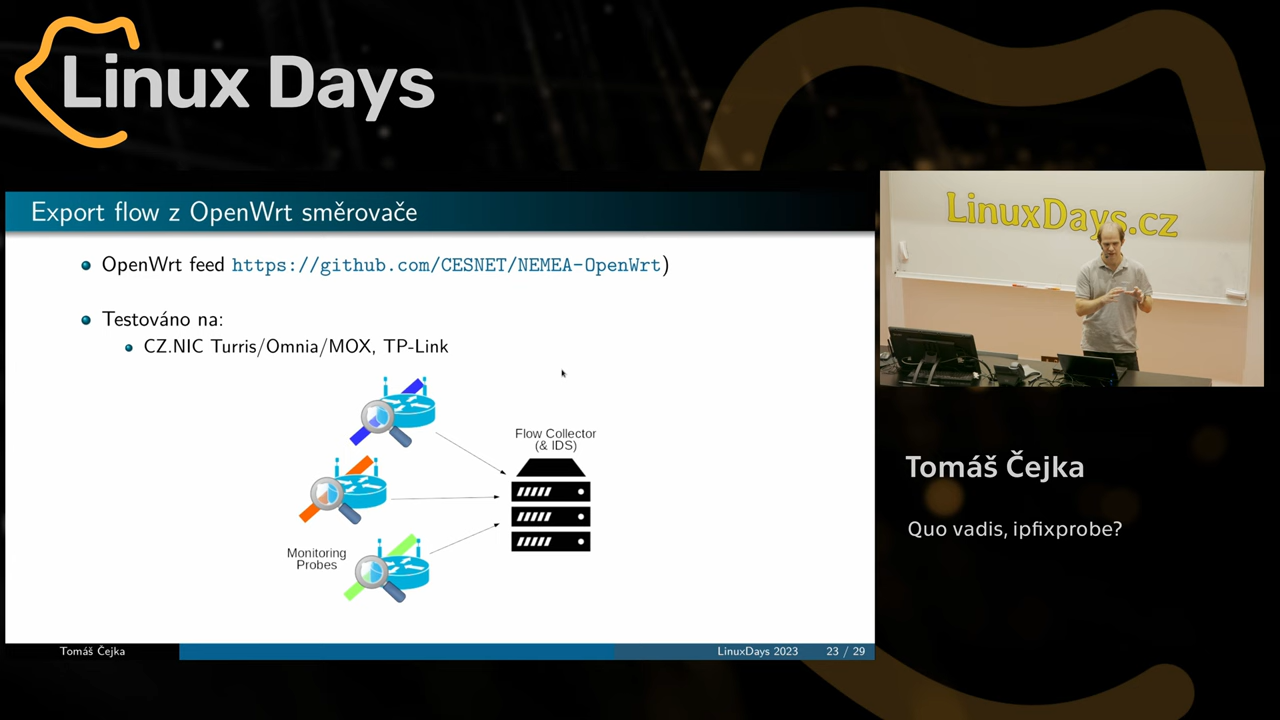 Linux Days
Export flow z OpenWrt směrovače
OpenWrt feed https://github.com/CESNET/NEMEA-OpenWrt)
Testováno na:
CZ.NIC Turris/Omnia/MOX, TP-Link
Flow Collector
(& IDS)
Monitoring
Probes
Tomáš Čejka
LinuxDays 2023
23 / 29
LinuxDays.cz
Tomáš Čejka
Quo vadis, ipfixprobe?